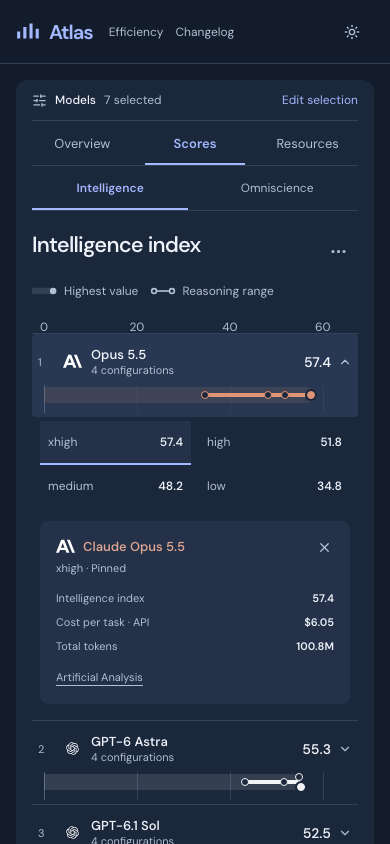 Atlas Efficiency Changelog
Models 7 selected Edit selection
Overview Scores Resources
Intelligence Omniscience
Intelligence index
Highest value Reasoning range
0 20 40 60
1 Opus 5.5 57.4
4 configurations
xhigh 57.4 high 51.8
medium 48.2 low 34.8
Claude Opus 5.5
xhigh · Pinned
Intelligence index 57.4
Cost per task · API $6.05
Total tokens 100.8M
Artificial Analysis
2 GPT-6 Astra 55.3
4 configurations
3 GPT-6.1 Sol 52.5
4 configurations